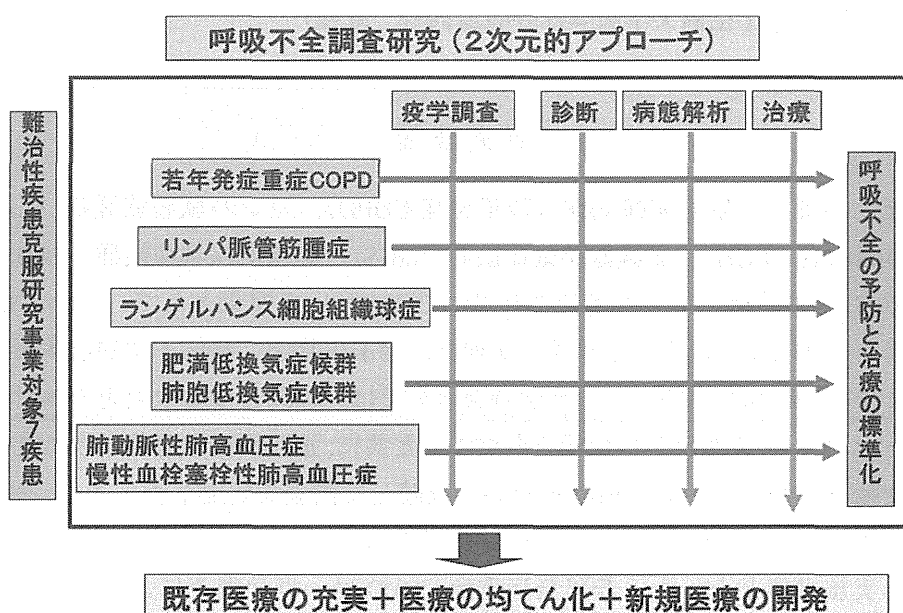 呼吸不全調査研究（2次元的アプローチ）
難治性疾患克服研究事業対象7疾患
疫学調査
診断
病態解析
治療
若年発症重症COPD
リンパ脈管筋腫症
ランゲルハンス細胞組織球症
肥満低換気症候群
肺胞低換気症候群
肺動脈性肺高血圧症
慢性血栓塞栓性肺高血圧症
呼吸不全の予防と治療の標準化
既存医療の充実＋医療の均てん化＋新規医療の開発